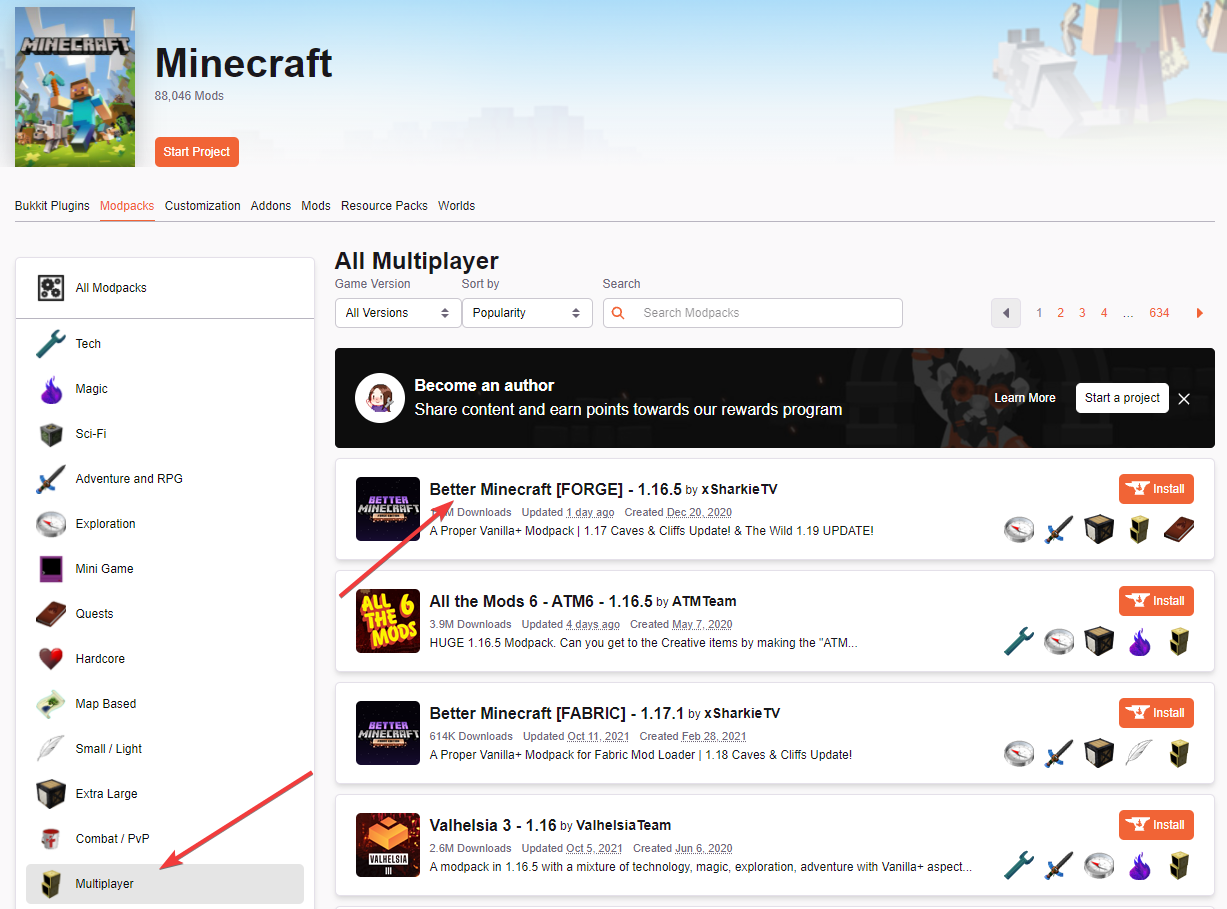 MINECRAFT
Minecraft
88,046 Mods
Start Project
Bukkit Plugins Modpacks Customization Addons Mods Resource Packs Worlds
All Modpacks
Tech
Magic
Sci-Fi
Adventure and RPG
Exploration
Mini Game
Quests
Hardcore
Map Based
Small / Light
Extra Large
Combat / PvP
Multiplayer
All Multiplayer
Game Version Sort by Search
All Versions Popularity Search Modpacks 1 2 3 4 ... 634
Become an author
Share content and earn points towards our rewards program
Learn More Start a project
BETTER
MINECRAFT
Better Minecraft [FORGE] - 1.16.5 by xSharkieTV
Downloads Updated 1 day ago Created Dec 20, 2020
A Proper Vanilla+ Modpack | 1.17 Caves & Cliffs Update! & The Wild 1.19 UPDATE!
Install
ALL 6
THE
MODS
All the Mods 6 - ATM6 - 1.16.5 by ATMTeam
3.9M Downloads Updated 4 days ago Created May 7, 2020
HUGE 1.16.5 Modpack. Can you get to the Creative items by making the "ATM...
Install
BETTER
MINECRAFT
Better Minecraft [FABRIC] - 1.17.1 by xSharkieTV
614K Downloads Updated Oct 11, 2021 Created Feb 28, 2021
A Proper Vanilla+ Modpack for Fabric Mod Loader | 1.18 Caves & Cliffs Update!
Install
VALHELSIA
III
Valhelsia 3 - 1.16 by ValhelsiaTeam
2.6M Downloads Updated Oct 5, 2021 Created Jun 6, 2020
A modpack in 1.16.5 with a mixture of technology, magic, exploration, adventure with Vanilla+ aspect...
Install